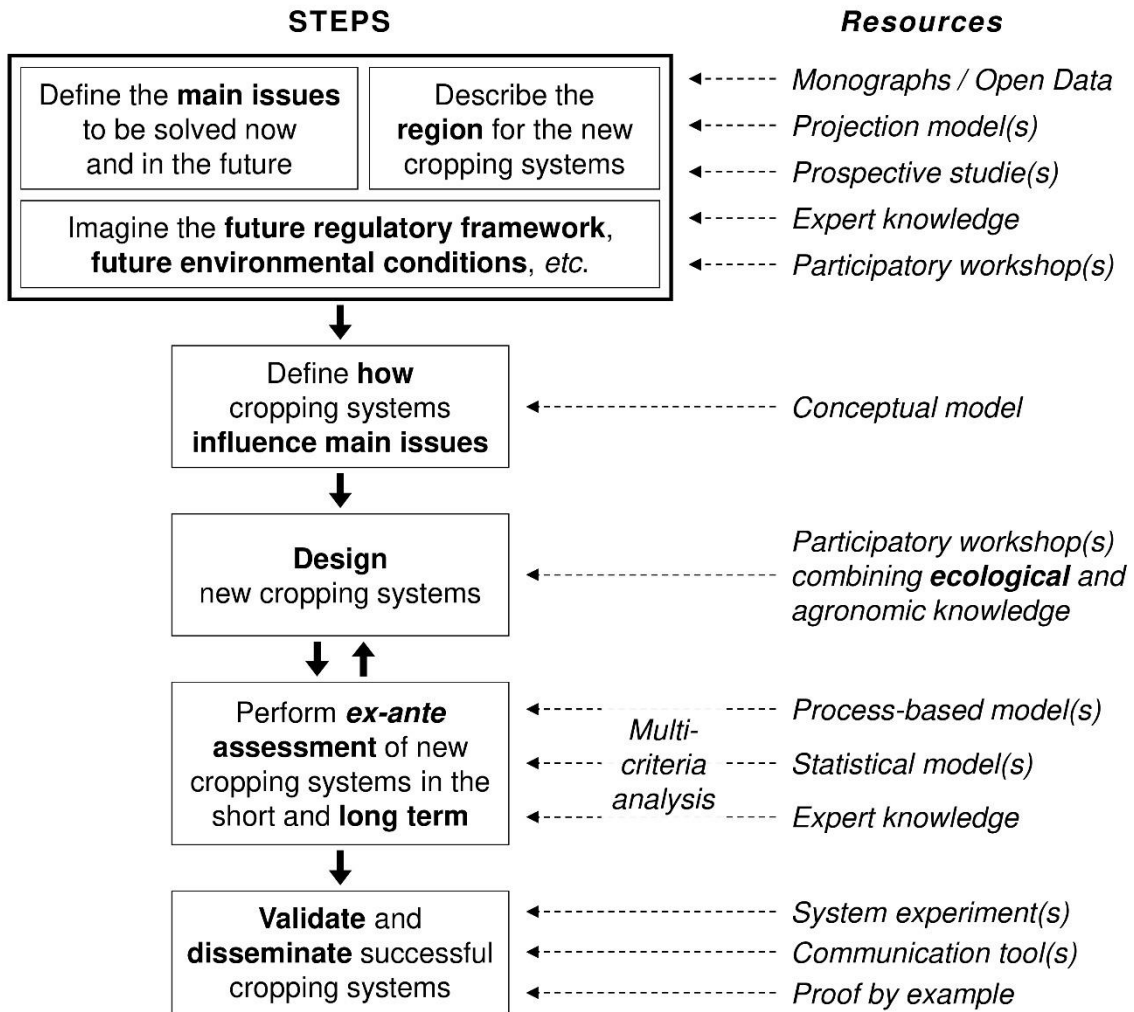 STEPS
Resources
Define the main issues
to be solved now
and in the future
Describe the
region for the new
cropping systems
Imagine the future regulatory framework,
future environmental conditions, etc.
Monographs / Open Data
Projection model(s)
Prospective studie(s)
Expert knowledge
Participatory workshop(s)
Define how
cropping systems
influence main issues
Conceptual model
Design
new cropping systems
Participatory workshop(s)
combining ecological and
agronomic knowledge
Perform ex-ante
assessment of new
cropping systems in the
short and long term
Multi-
criteria
analysis
Process-based model(s)
Statistical model(s)
Expert knowledge
Validate and
disseminate successful
cropping systems
System experiment(s)
Communication tool(s)
Proof by example